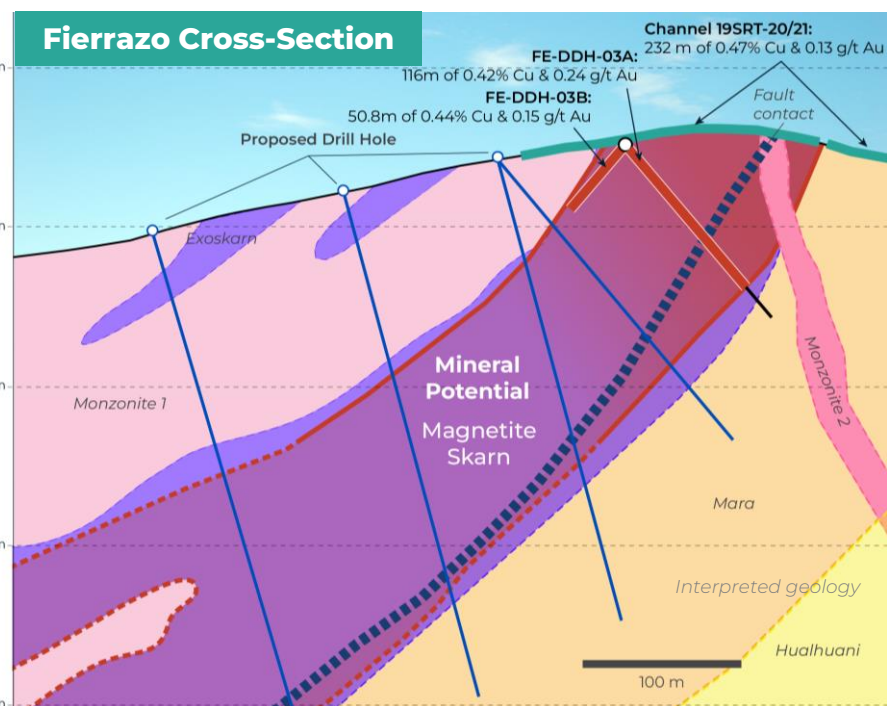 Fierrazo Cross-Section
Channel 19SRT-20/21:
232 m of 0.47% Cu & 0.13 g/t Au
FE-DDH-03A:
116m of 0.42% Cu & 0.24 g/t Au
FE-DDH-03B:
50.8m of 0.44% Cu & 0.15 g/t Au
Fault
contact
Proposed Drill Hole
Exoskarn
Monzonite 1
Mineral
Potential
Magnetite
Skarn
Monzonite 2
Mara
Interpreted geology
Hualhuani
100 m